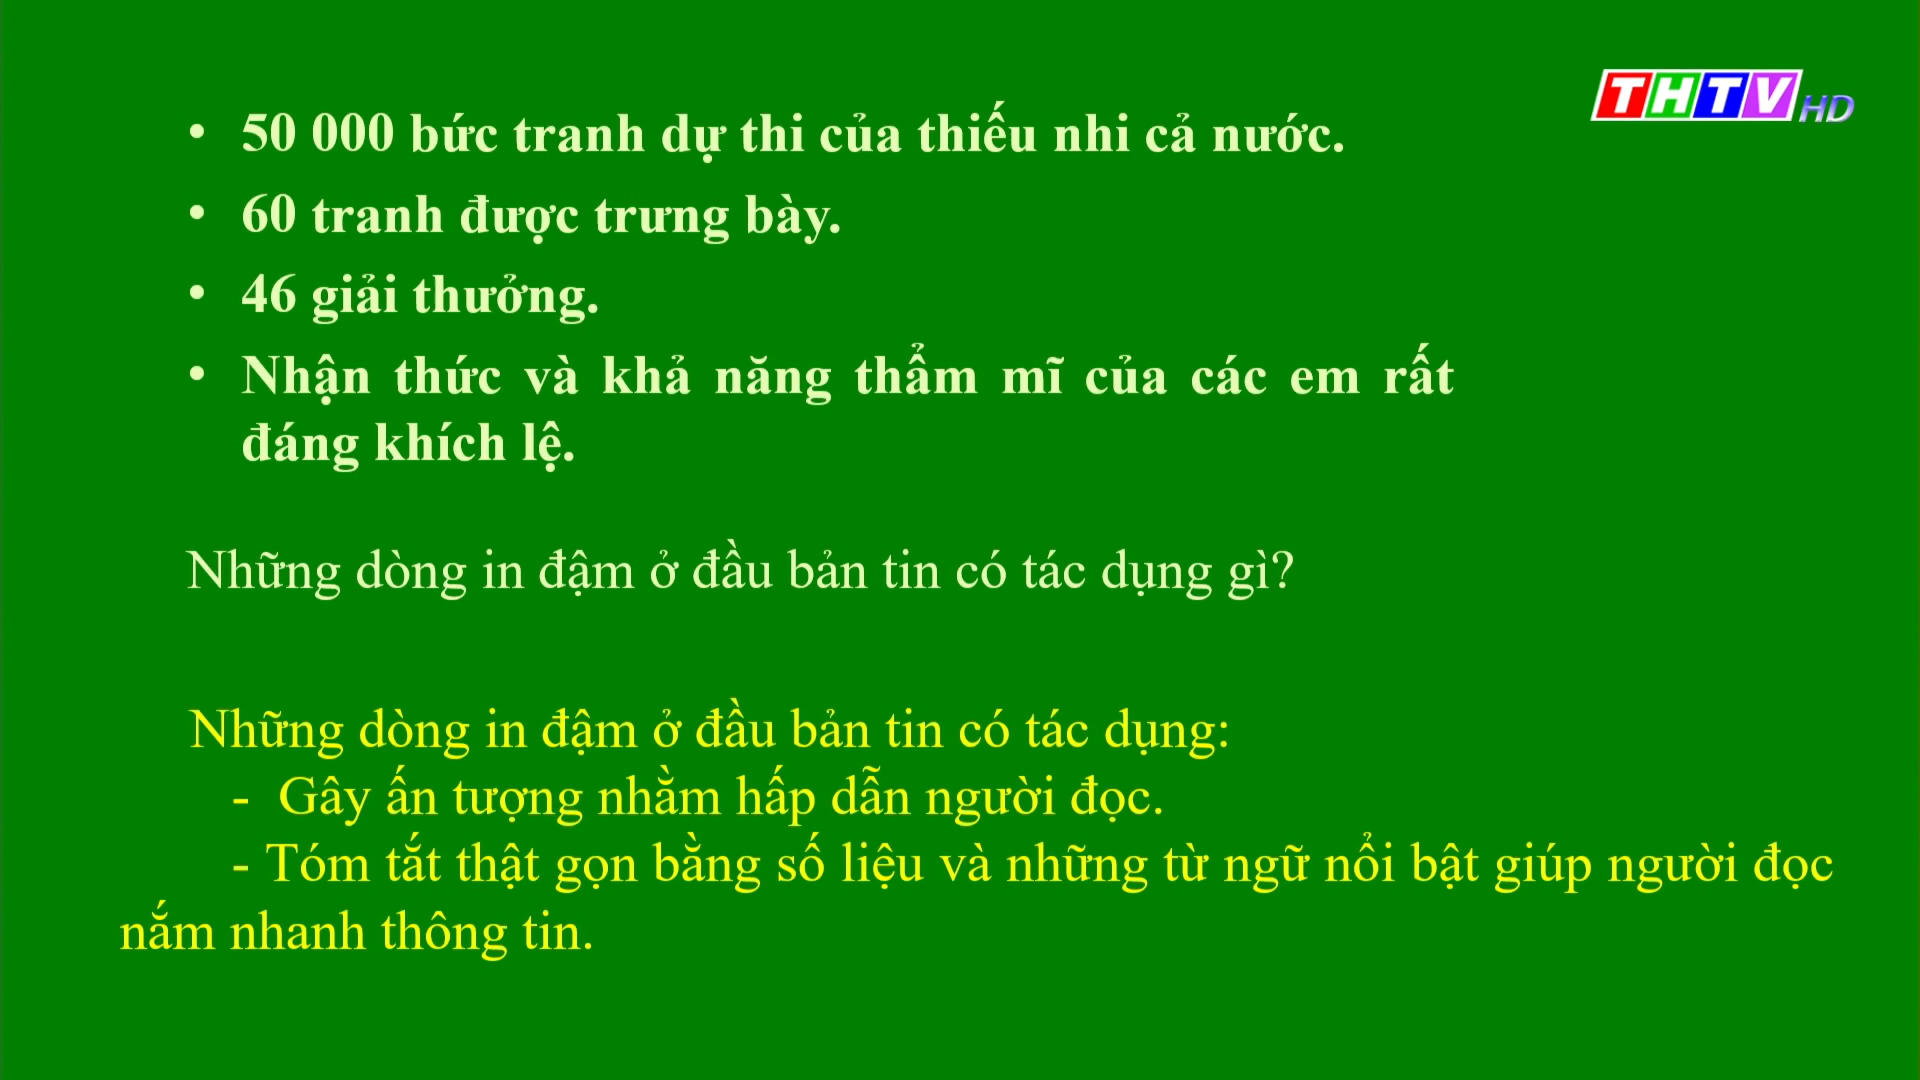 THTV HD
• 50 000 bức tranh dự thi của thiếu nhi cả nước.
• 60 tranh được trưng bày.
• 46 giải thưởng.
• Nhận thức và khả năng thẩm mĩ của các em rất
đáng khích lệ.
Những dòng in đậm ở đầu bản tin có tác dụng gì?
Những dòng in đậm ở đầu bản tin có tác dụng:
- Gây ấn tượng nhằm hấp dẫn người đọc.
- Tóm tắt thật gọn bằng số liệu và những từ ngữ nổi bật giúp người đọc
nắm nhanh thông tin.